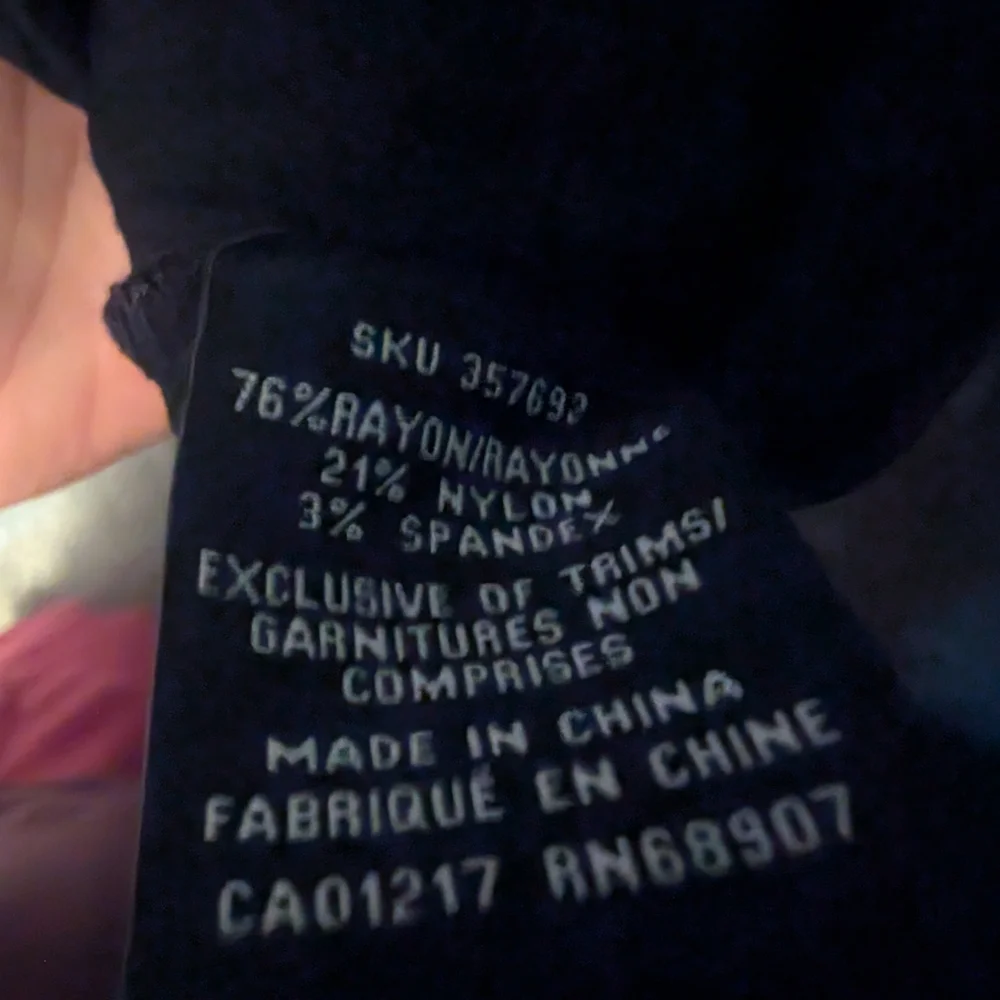 SKU
76%RAYON/RAYONNE
21% NYLON
3% SPANDEX
EXCLUSIVE OF TRIMS/
GARNITURES NON
COMPRISES
MADE IN CHINA
FABRIQUÉ EN CHINE
CA01217 RN68907